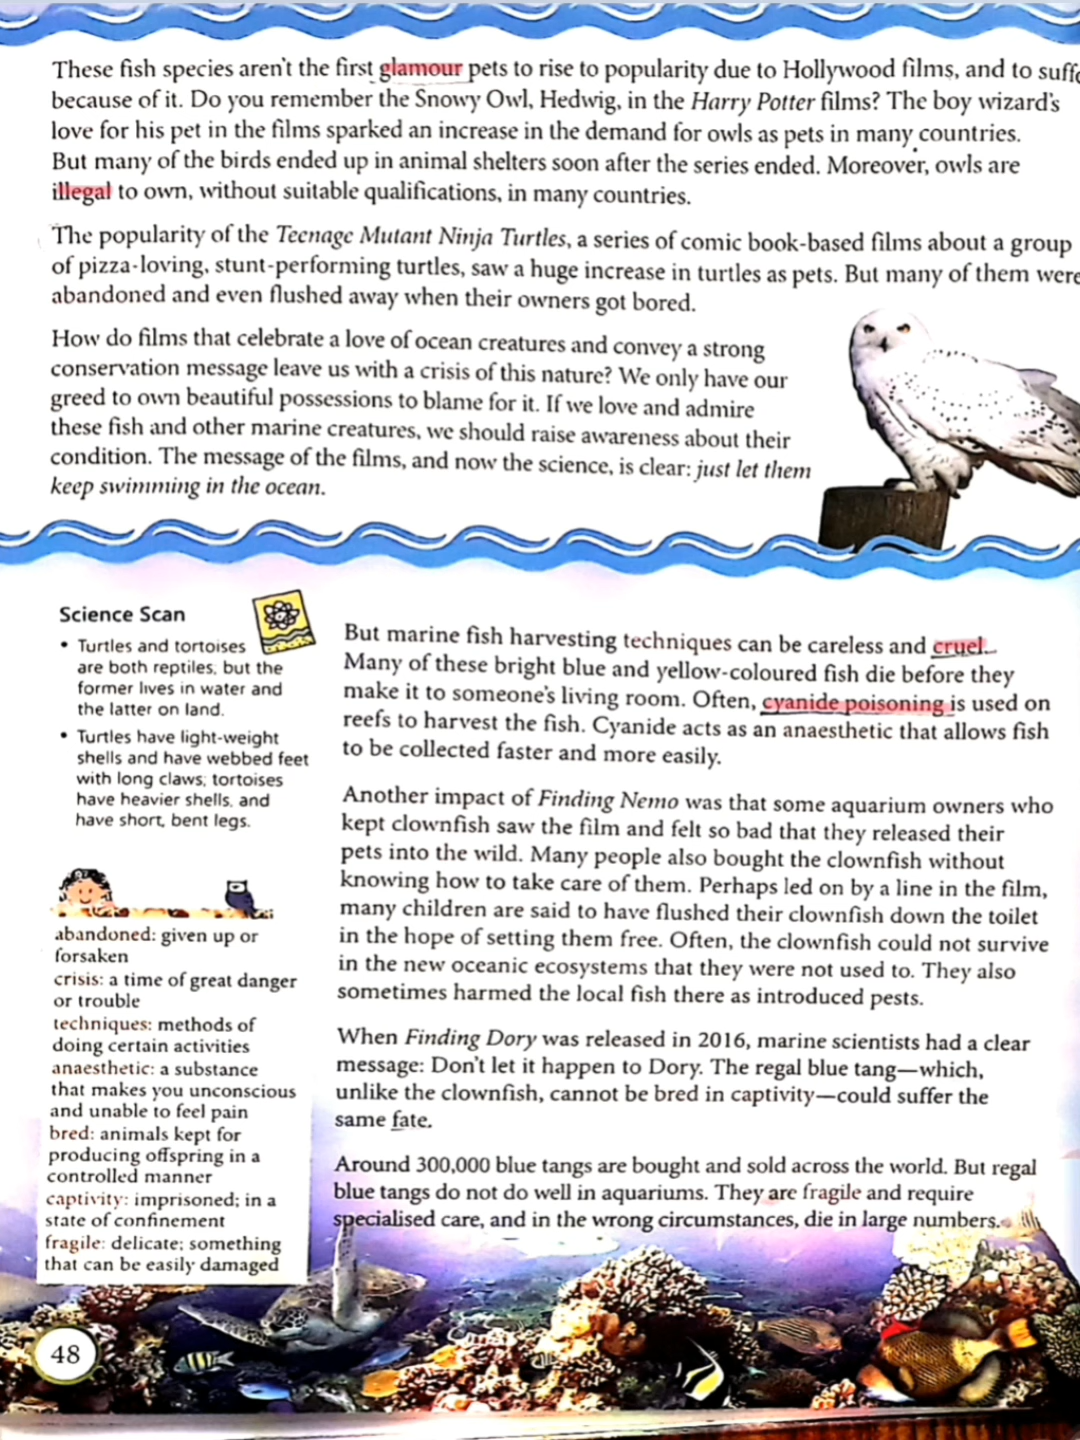 These fish species aren't the first glamour pets to rise to popularity due to Hollywood films, and to
because of it. Do you remember the Snowy Owl, Hedwig, in the Harry Potter films? The boy wizard's
love for his pet in the films sparked an increase in the demand for owls as pets in many countries.
But many of the birds ended up in animal shelters soon after the series ended. Moreover, owls are
illegal to own, without suitable qualifications, in many countries.
The popularity of the Teenage Mutant Ninja Turtles, a series of comic book-based films about a group
of pizza-loving, stunt-performing turtles, saw a huge increase in turtles as pets. But many of them were
abandoned and even flushed away when their owners got bored.
How do films that celebrate a love of ocean creatures and convey a strong
conservation message leave us with a crisis of this nature? We only have our
greed to own beautiful possessions to blame for it. If we love and admire
these fish and other marine creatures, we should raise awareness about their
condition. The message of the films, and now the science, is clear: just let them
keep swimming in the ocean.
Science Scan
• Turtles and tortoises
are both reptiles, but the
former lives in water and
the latter on land.
• Turtles have light-weight
shells and have webbed feet
with long claws; tortoises
have heavier shells, and
have short, bent legs.
abandoned: given up or
forsaken
crisis: a time of great danger
or trouble
techniques: methods of
doing certain activities
anaesthetic: a substance
that makes you unconscious
and unable to feel pain
bred: animals kept for
producing offspring in a
controlled manner
captivity: imprisoned; in a
state of confinement
fragile: delicate; something
that can be easily damaged
But marine fish harvesting techniques can be careless and cruel.
Many of these bright blue and yellow-coloured fish die before they
make it to someone's living room. Often, cyanide poisoning is used on
reefs to harvest the fish. Cyanide acts as an anaesthetic that allows fish
to be collected faster and more easily.
Another impact of Finding Nemo was that some aquarium owners who
kept clownfish saw the film and felt so bad that they released their
pets into the wild. Many people also bought the clownfish without
knowing how to take care of them. Perhaps led on by a line in the film,
many children are said to have flushed their clownfish down the toilet
in the hope of setting them free. Often, the clownfish could not survive
in the new oceanic ecosystems that they were not used to. They also
sometimes harmed the local fish there as introduced pests.
When Finding Dory was released in 2016, marine scientists had a clear
message: Don't let it happen to Dory. The regal blue tang—which,
unlike the clownfish, cannot be bred in captivity—could suffer the
same fate.
Around 300,000 blue tangs are bought and sold across the world. But regal
blue tangs do not do well in aquariums. They are fragile and require
specialised care, and in the wrong circumstances, die in large numbers.
48